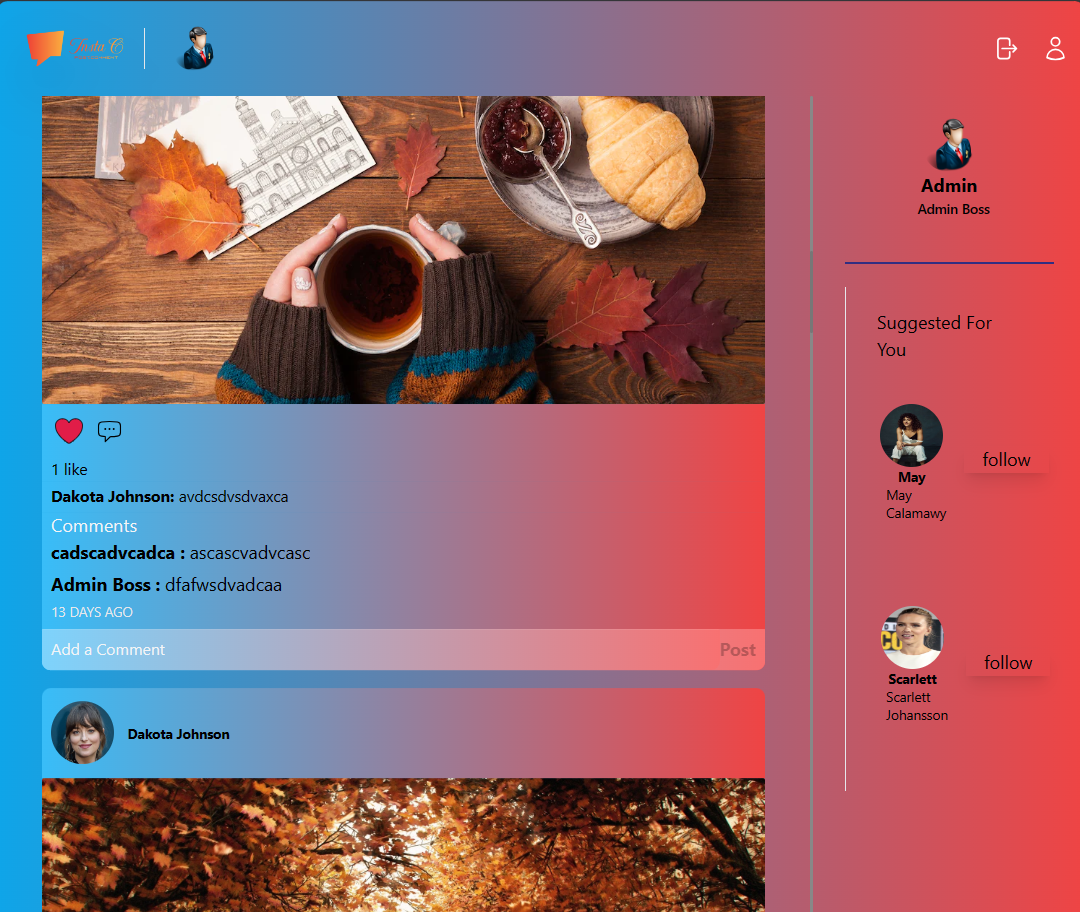 Insta O
Admin
Admin Boss
Suggested For
You
May
May
Calamawy
follow
Scarlett
Scarlett
Johansson
follow
1 like
Dakota Johnson: avdcsdvsdvaxca
Comments
cadscadvcadca : ascascvadvcasc
Admin Boss : dfafwsdvadcaa
13 DAYS AGO
Add a Comment
Post
Dakota Johnson